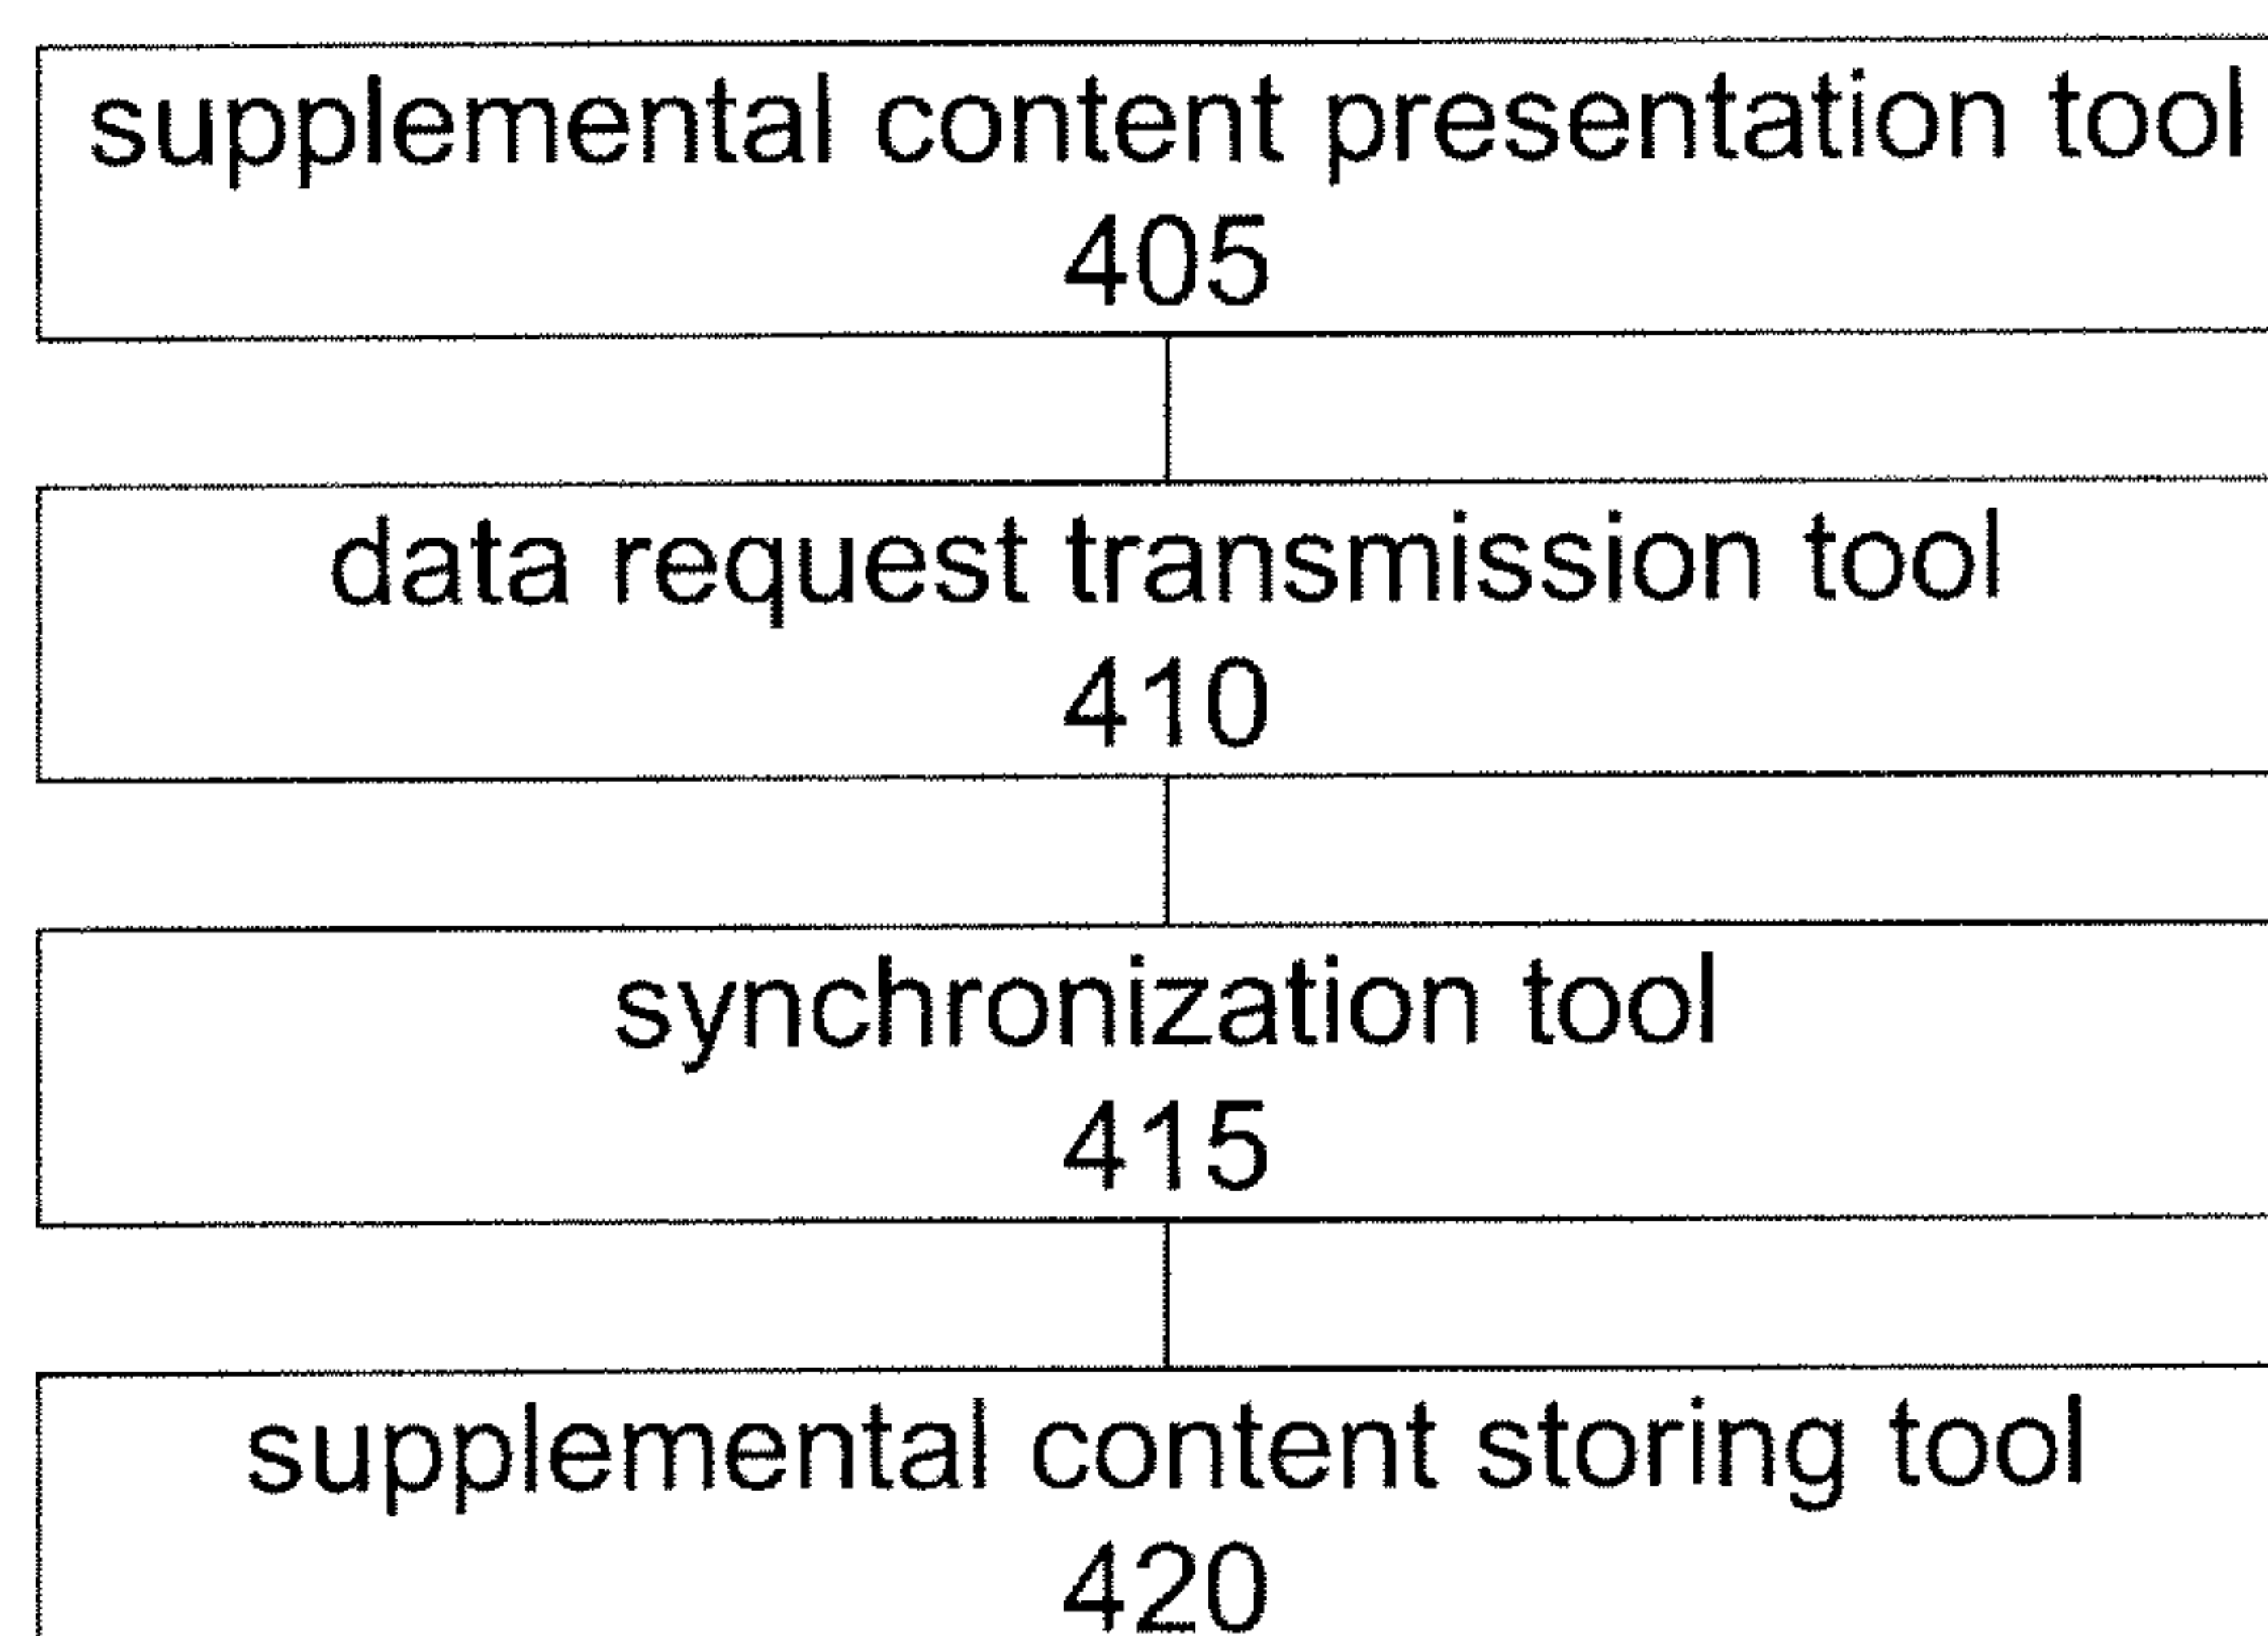 supplemental content presentation tool
405
data request transmission tool
410
synchronization tool
415
supplemental content storing tool
420